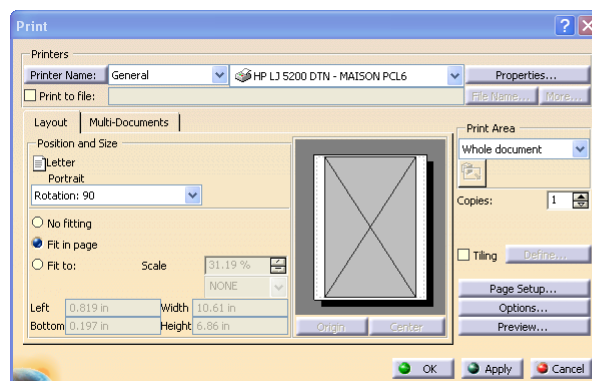 Print
Printers
Printer Name: General HP LJ 5200 DTN - MAISON PCL6 Properties...
Print to file: File Name... More...
Layout Multi-Documents
Position and Size
Letter
Portrait
Rotation: 90
No fitting
Fit in page
Fit to: Scale 31.19 %
NONE
Left 0.819 in Width 10.61 in
Bottom 0.197 in Height 6.86 in
Origin Center
Print Area
Whole document
Copies: 1
Tiling Define...
Page Setup...
Options...
Preview...
OK Apply Cancel